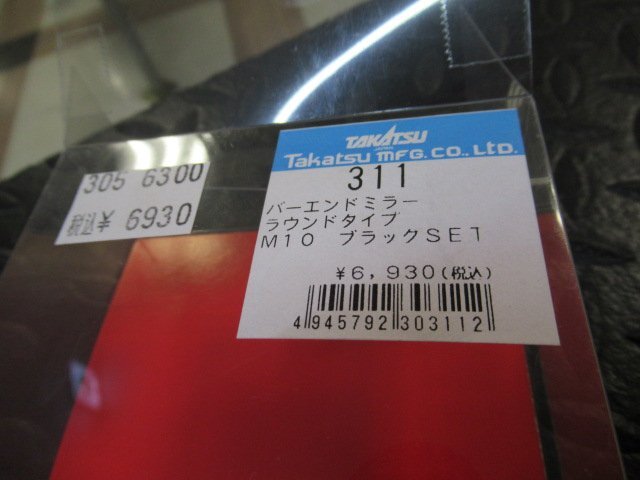 305 6300
税込¥ 6930
TAKATSU
JAPAN
Takatsu MFG.CO.,Ltd.
311
バーエンドミラー
ラウンドタイプ
M10 ブラックSET
¥6,930(税込)
4 945792 303112